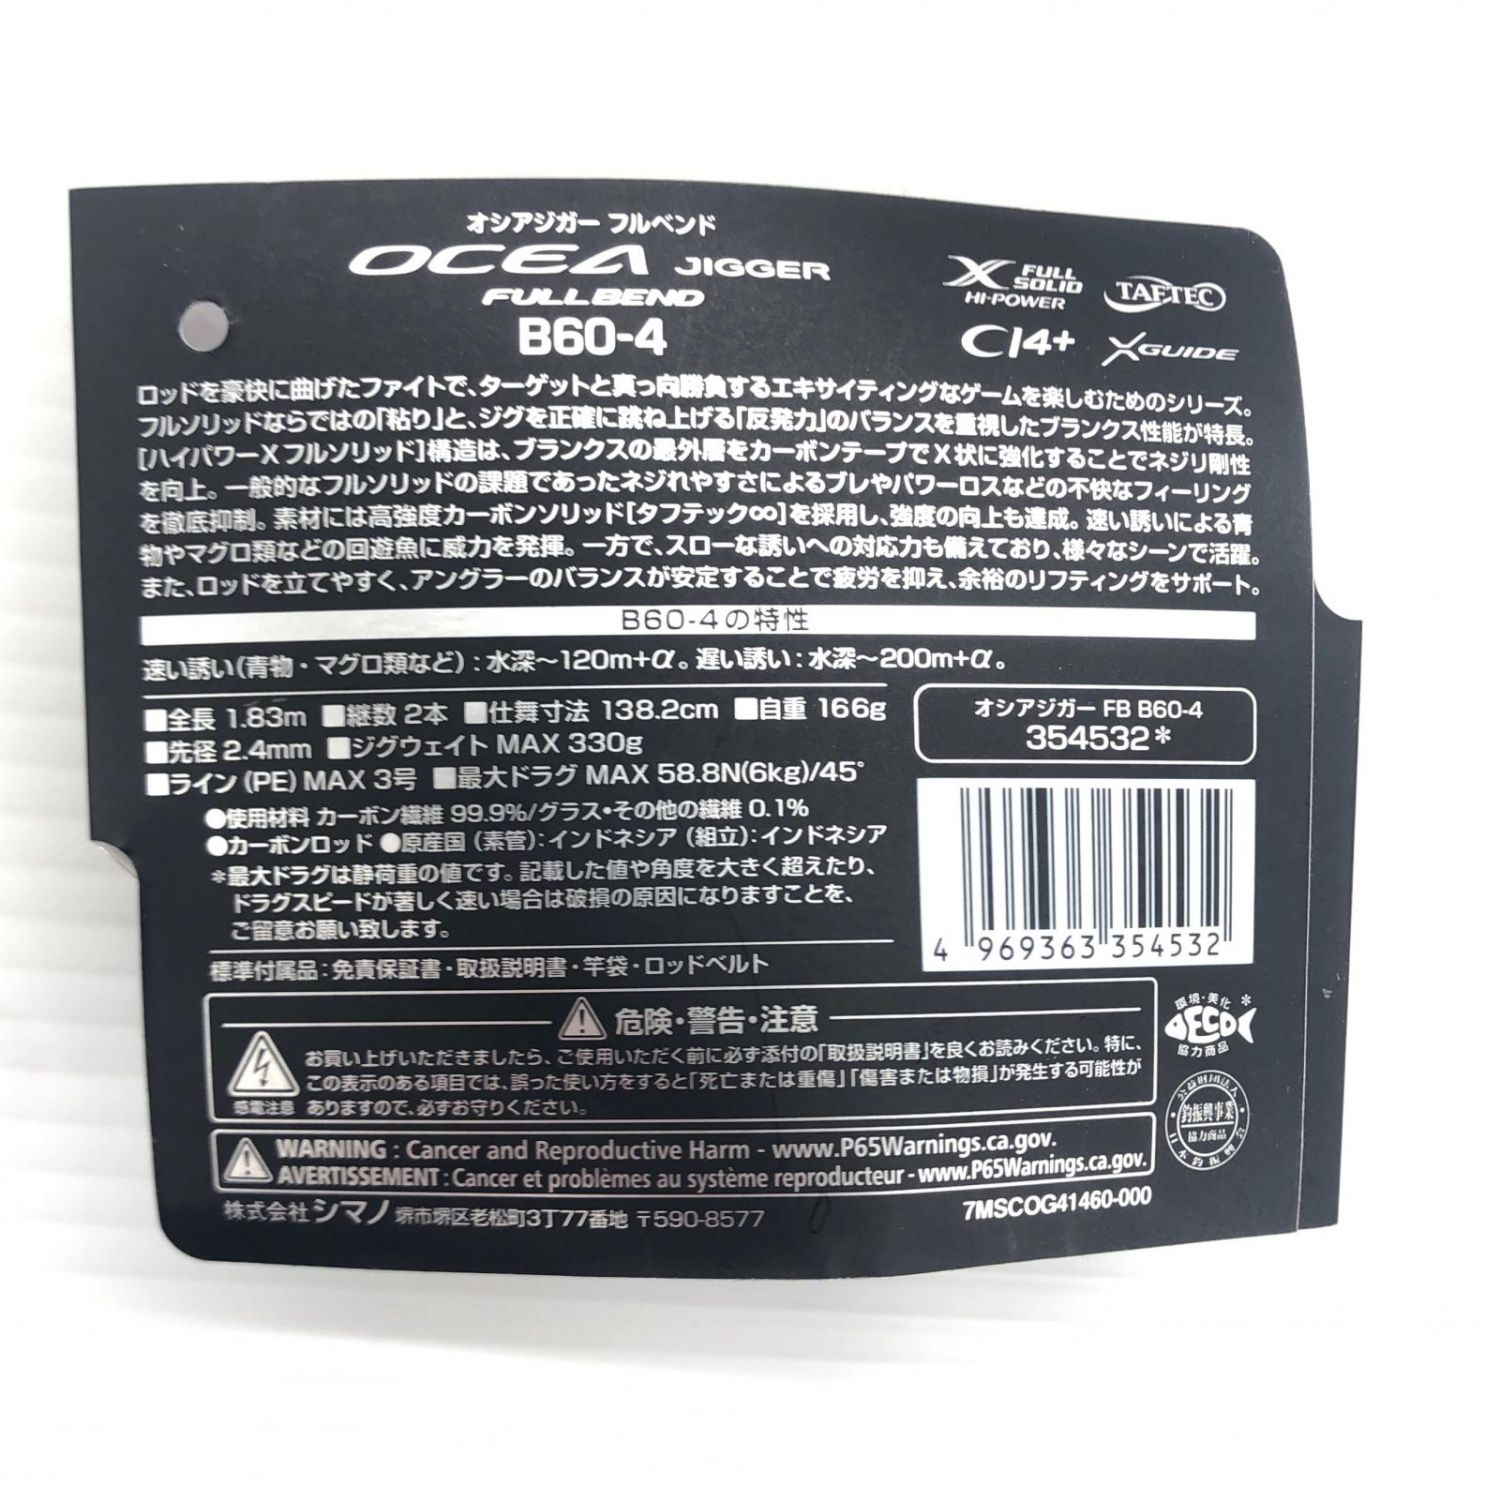 オシアジガー フルベンド
OCEA JIGGER
FULLBEND
B60-4
X FULL SOLID HI-POWER
TAFTEC
CI4+
XGUIDE
ロッドを豪快に曲げたファイトで、ターゲットと真っ向勝負するエキサイティングなゲームを楽しむためのシリーズ。
フルソリッドならではの「粘り」と、ジグを正確に跳ね上げる「反発力」のバランスを重視したブランクス性能が特長。
[ハイパワーXフルソリッド]構造は、ブランクスの最外層をカーボンテープでX状に強化することでネジリ剛性
を向上。一般的なフルソリッドの課題であったネジれやすさによるブレやパワーロスなどの不快なフィーリング
を徹底抑制。素材には高強度カーボンソリッド[タフテック∞]を採用し、強度の向上も達成。速い誘いによる青
物やマグロ類などの回遊魚に威力を発揮。一方で、スローな誘いへの対応力も備えており、様々なシーンで活躍。
また、ロッドを立てやすく、アングラーのバランスが安定することで疲労を抑え、余裕のリフティングをサポート。
B60-4の特性
速い誘い(青物・マグロ類など):水深～120m+α。遅い誘い:水深～200m+α。
■全長 1.83m ■継数 2本 ■仕舞寸法 138.2cm ■自重 166g
■先径 2.4mm ■ジグウェイト MAX 330g
■ライン(PE) MAX 3号 ■最大ドラグ MAX 58.8N(6kg)/45°
●使用材料 カーボン繊維 99.9%/グラス・その他の繊維 0.1%
●カーボンロッド ●原産国(素管):インドネシア(組立):インドネシア
*最大ドラグは静荷重の値です。記載した値や角度を大きく超えたり、
ドラグスピードが著しく速い場合は破損の原因になりますことを、
ご留意お願い致します。
標準付属品:免責保証書・取扱説明書・竿袋・ロッドベルト
オシアジガー FB B60-4
354532*
4 969363 354532
危険・警告・注意
お買い上げいただきましたら、ご使用いただく前に必ず添付の「取扱説明書」を良くお読みください。特に、
この表示のある項目では、誤った使い方をすると「死亡または重傷」「傷害または物損」が発生する可能性が
ありますので、必ずお守りください。
感電注意
環境・美化 *
ECO
協力商品
公益財団法人
釣振興事業
協力商品
日本釣振興会
WARNING : Cancer and Reproductive Harm - www.P65Warnings.ca.gov.
AVERTISSEMENT : Cancer et problèmes au système reproducteur - www.P65Warnings.ca.gov.
株式会社シマノ 堺市堺区老松町3丁77番地 〒590-8577
7MSCOG41460-000